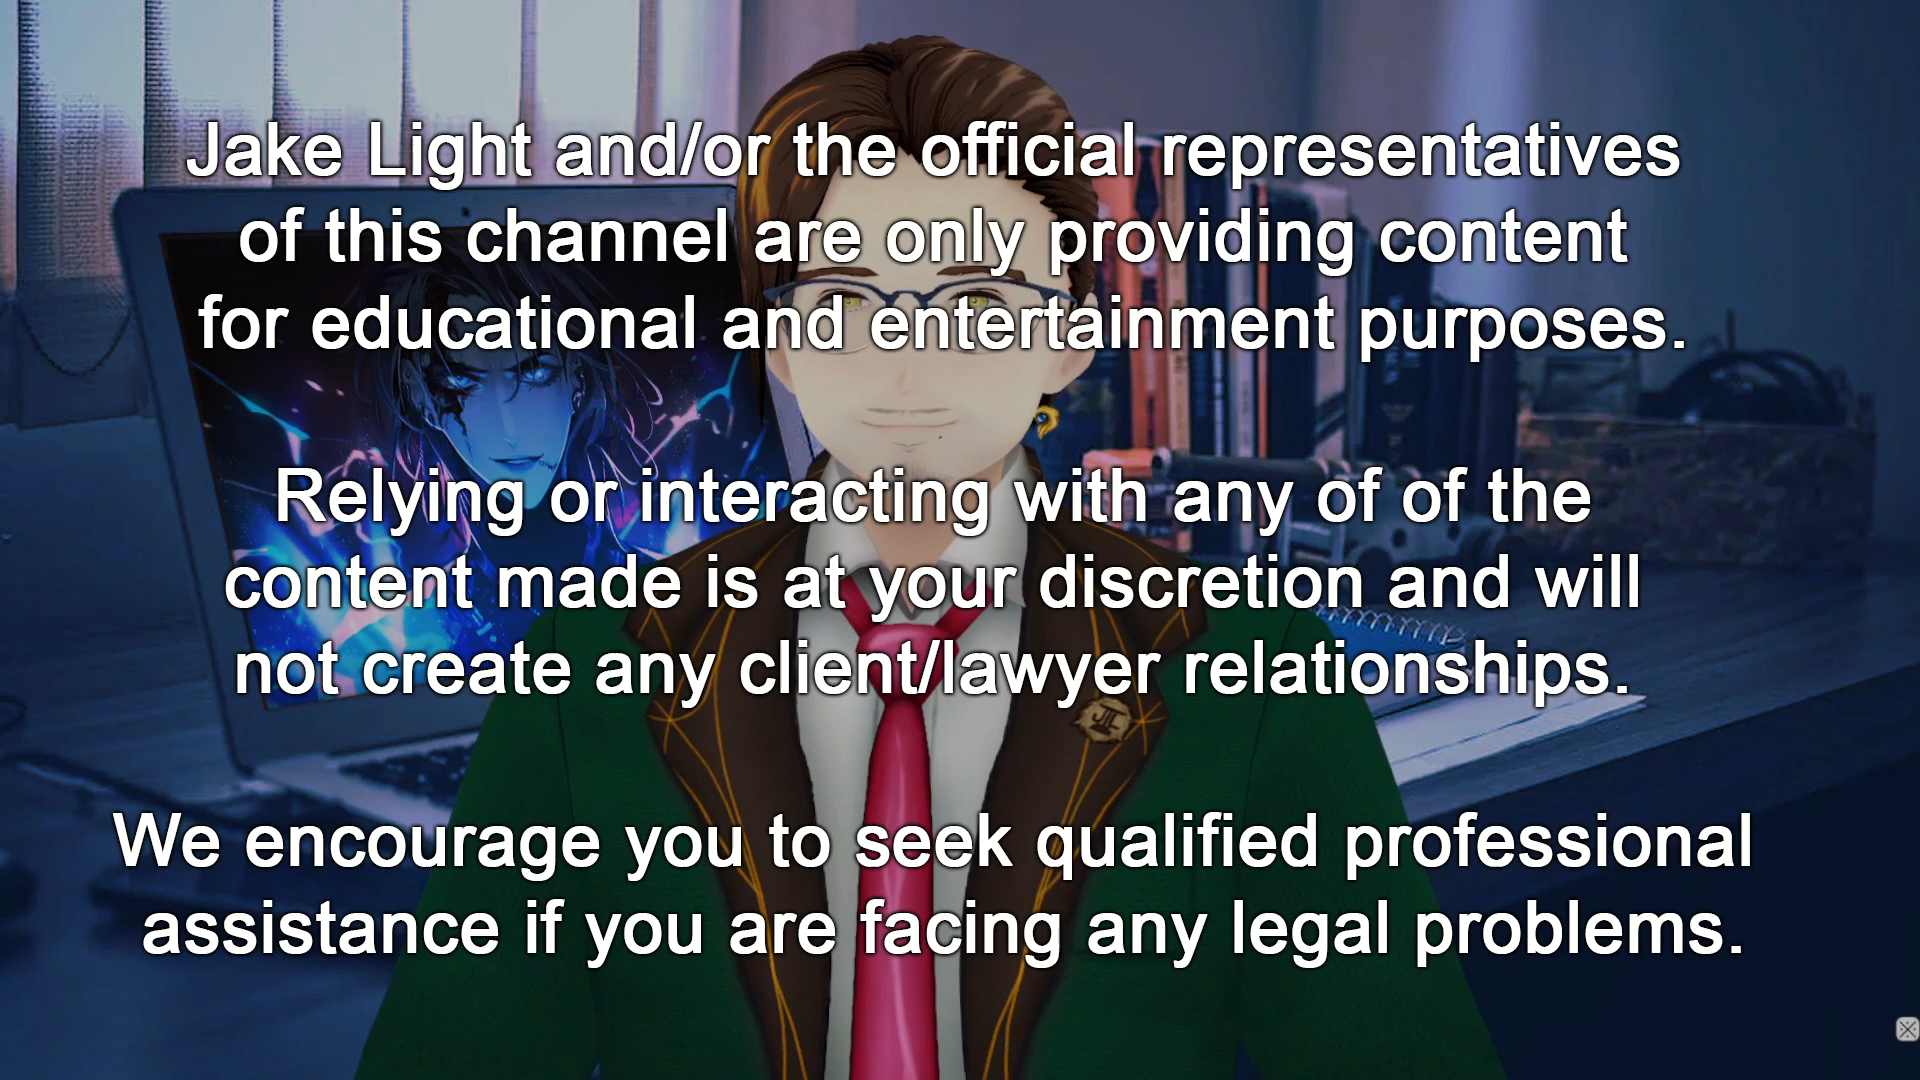 Jake Light and/or the official representatives
of this channel are only providing content
for educational and entertainment purposes.
Relying or interacting with any of of the
content made is at your discretion and will
not create any client/lawyer relationships.
We encourage you to seek qualified professional
assistance if you are facing any legal problems.